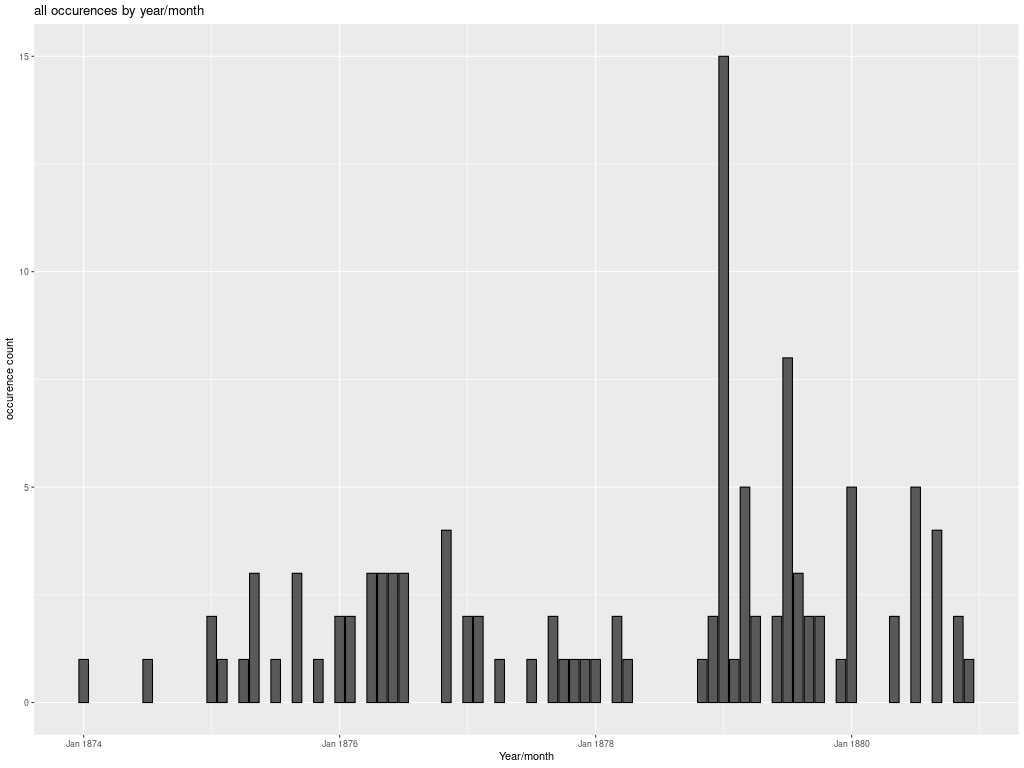 all occurences by year/month
occurence count
15
10
5
0
Jan 1874
Jan 1876
Jan 1878
Jan 1880
Year/month